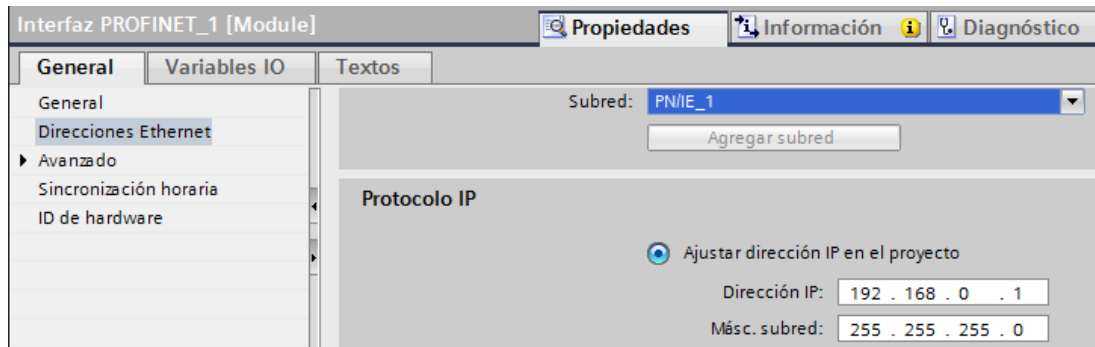 Interfaz PROFINET_1 [Module]
Propiedades
Información
Diagnóstico
General
Variables IO
Textos
General
Direcciones Ethernet
Avanzado
Sincronización horaria
ID de hardware
Subred: PN/IE_1
Agregar subred
Protocolo IP
Ajustar dirección IP en el proyecto
Dirección IP: 192 . 168 . 0 . 1
Másc. subred: 255 . 255 . 255 . 0